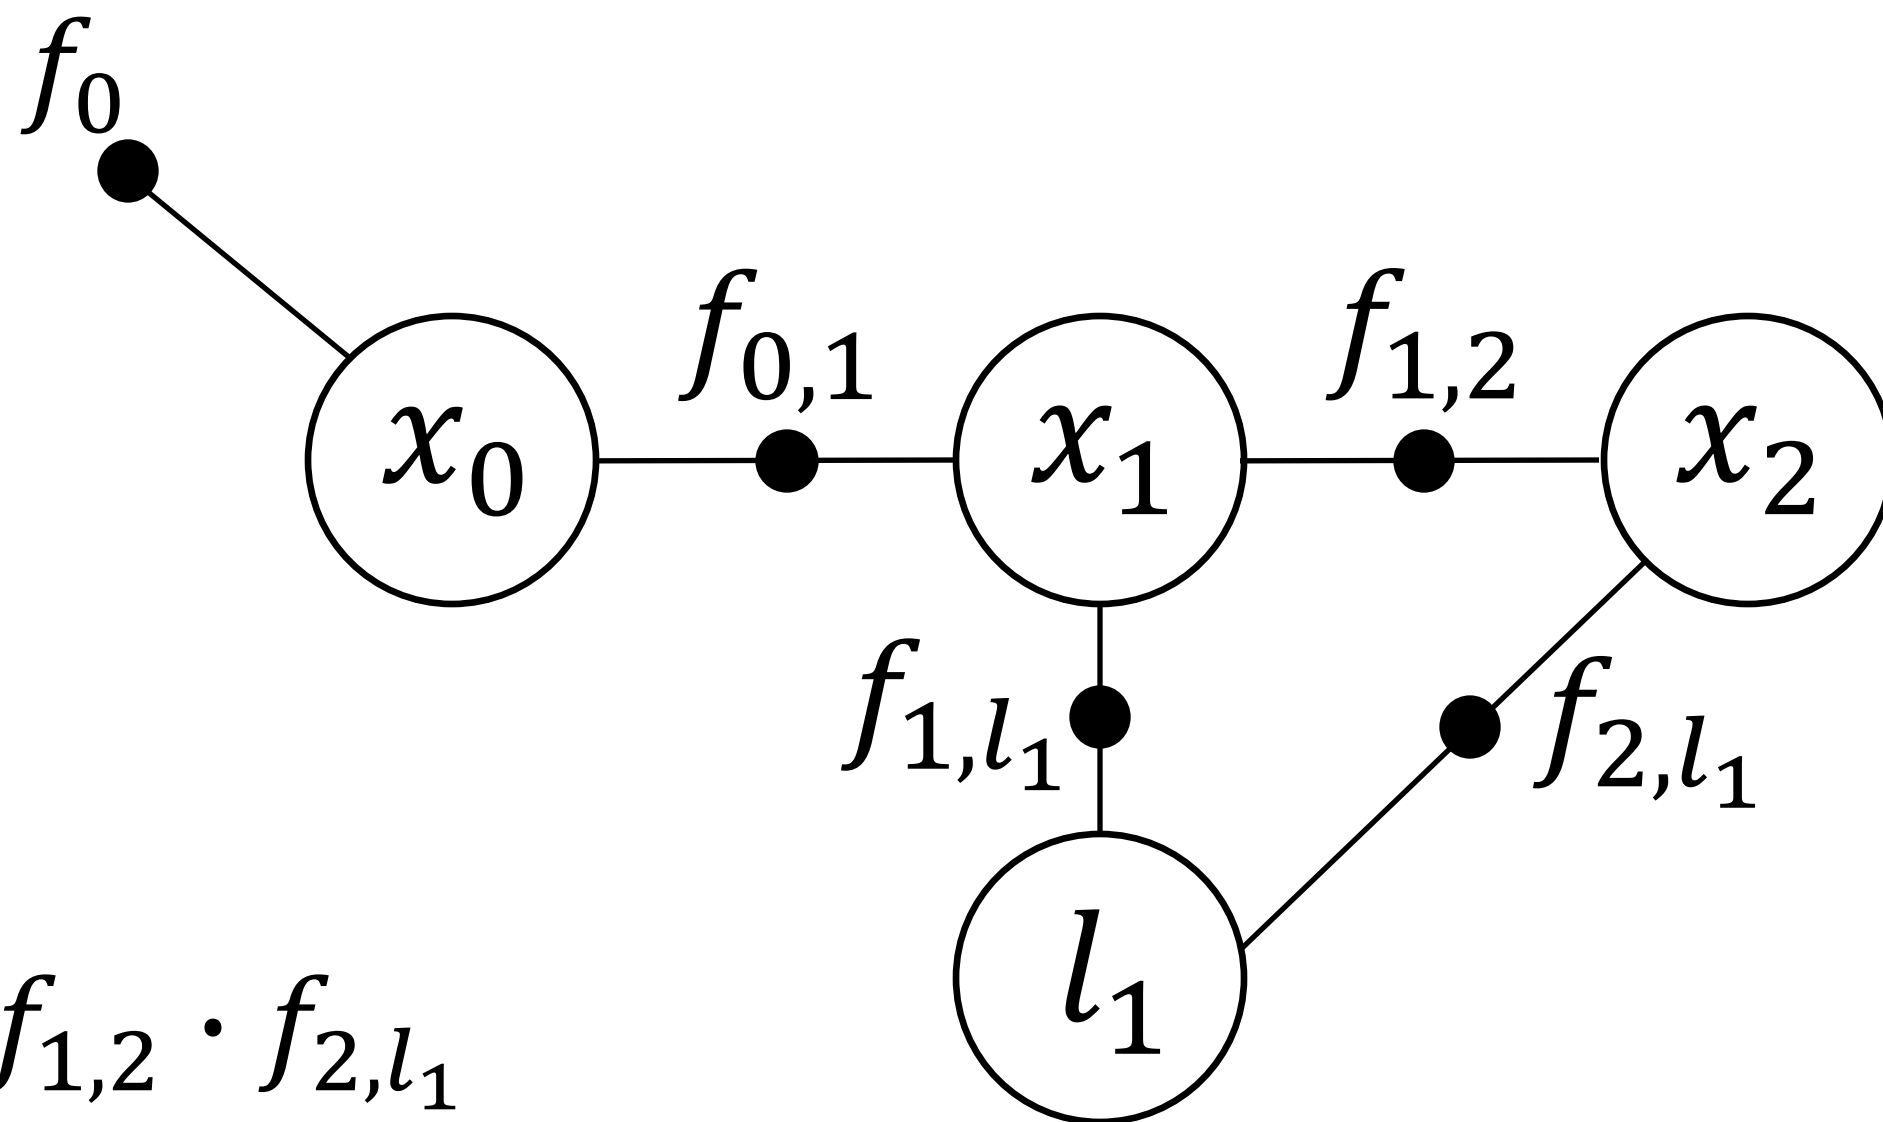 f₀
f₀,₁
f₁,₂
x₀
x₁
x₂
f₁,l₁
f₂,l₁
l₁
f₁,₂ · f₂,l₁